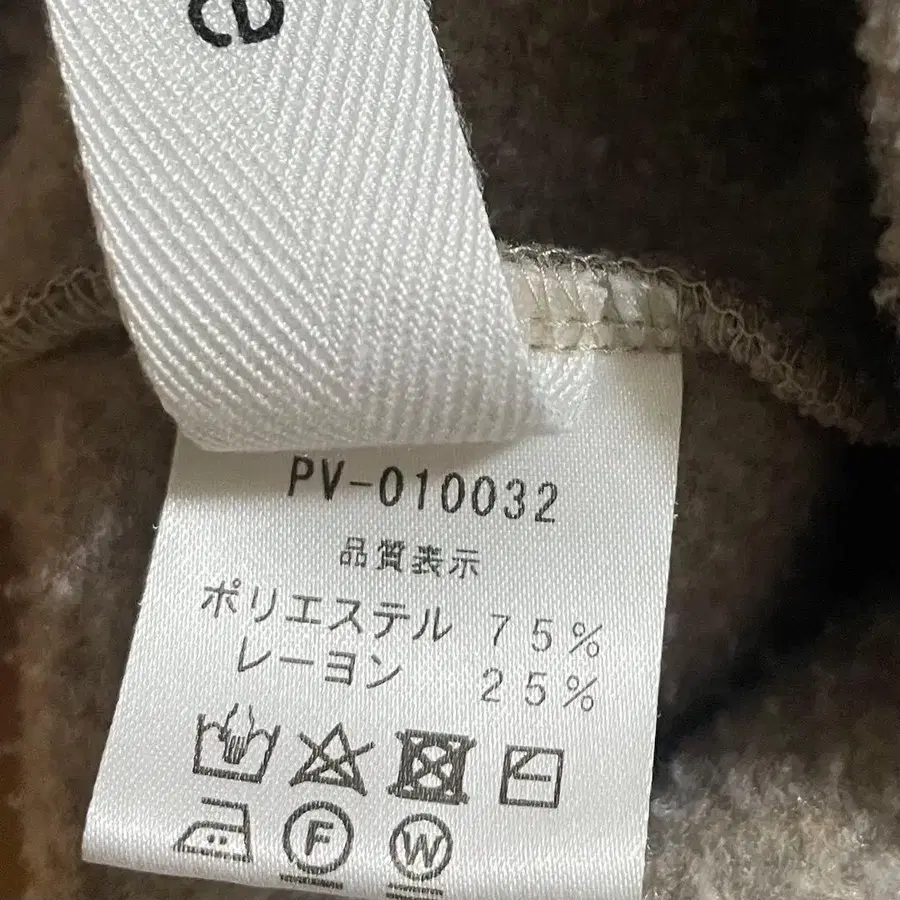 e
PV-010032
品質表示
ポリエステル 75%
レーヨン 25%
F W